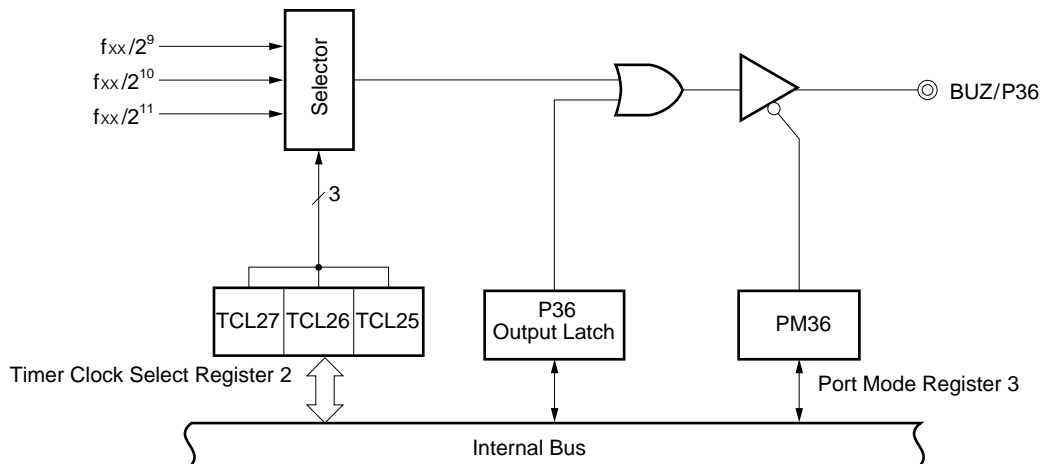 fxx/2⁹
fxx/2¹⁰
fxx/2¹¹
Selector
BUZ/P36
3
TCL27 TCL26 TCL25
P36
Output Latch
PM36
Timer Clock Select Register 2
Port Mode Register 3
Internal Bus